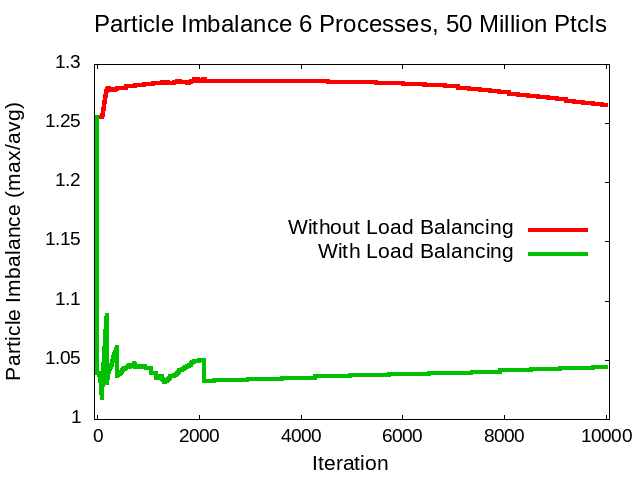 Particle Imbalance 6 Processes, 50 Million Ptcls
1.3
1.25
1.2
1.15
1.1
1.05
1
Particle Imbalance (max/avg)
Without Load Balancing
With Load Balancing
0 2000 4000 6000 8000 10000
Iteration